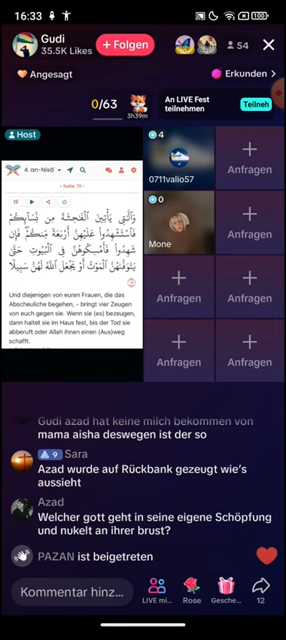 16:33
Gudi
35.5K Likes
+ Folgen
54
Angesagt
Erkunden >
0/63
3h39m
An LIVE Fest
teilnehmen
Teilneh
Host
4
4. an-Nisāʾ
- Seite 79 -
15
وَٱلَّـٰتِى يَأْتِينَ ٱلْفَـٰحِشَةَ مِن نِّسَآئِكُمْ
فَٱسْتَشْهِدُوا۟ عَلَيْهِنَّ أَرْبَعَةً مِّنكُمْ ۖ فَإِن
شَهِدُوا۟ فَأَمْسِكُوهُنَّ فِى ٱلْبُيُوتِ حَتَّىٰ
يَتَوَفَّىٰهُنَّ ٱلْمَوْتُ أَوْ يَجْعَلَ ٱللَّهُ لَهُنَّ سَبِيلًا
Und diejenigen von euren Frauen, die das
Abscheuliche begehen, - bringt vier Zeugen
von euch gegen sie. Wenn sie (es) bezeugen,
dann haltet sie im Haus fest, bis der Tod sie
abberuft oder Allah ihnen einen (Aus)weg
schafft.
0711valio57
Anfragen
0
Mone
Anfragen
Anfragen
Anfragen
Anfragen
Anfragen
Gudi azad hat keine milch bekommen von
mama aisha deswegen ist der so
9 Sara
Azad wurde auf Rückbank gezeugt wie's
aussieht
Azad
Welcher gott geht in seine eigene Schöpfung
und nukelt an ihrer brust?
PAZAN ist beigetreten
Kommentar hinz...
LIVE mi...
Rose
Gesche...
12